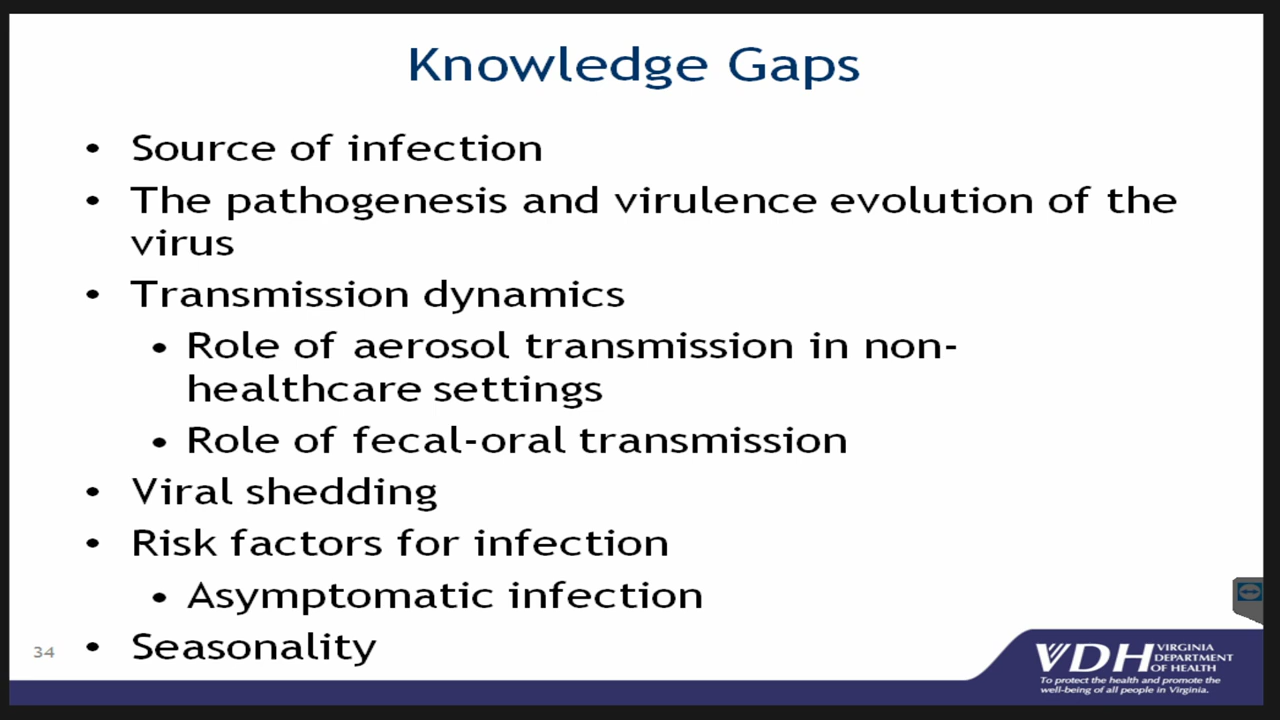 Knowledge Gaps
• Source of infection
• The pathogenesis and virulence evolution of the
virus
• Transmission dynamics
• Role of aerosol transmission in non-
healthcare settings
• Role of fecal-oral transmission
• Viral shedding
• Risk factors for infection
• Asymptomatic infection
• Seasonality
34
VDH VIRGINIA
DEPARTMENT
OF HEALTH
To protect the health and promote the
well-being of all people in Virginia.